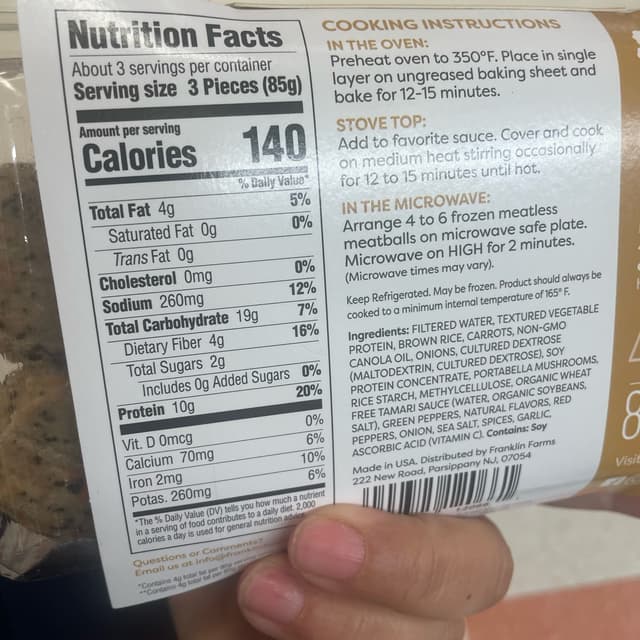 Nutrition Facts
About 3 servings per container
Serving size 3 Pieces (85g)
Amount per serving
Calories 140
% Daily Value*
Total Fat 4g 5%
Saturated Fat 0g 0%
Trans Fat 0g
Cholesterol 0mg 0%
Sodium 260mg 12%
Total Carbohydrate 19g 7%
Dietary Fiber 4g 16%
Total Sugars 2g
Includes 0g Added Sugars 0%
Protein 10g 20%
Vit. D 0mcg 0%
Calcium 70mg 6%
Iron 2mg 10%
Potas. 260mg 6%
*The % Daily Value (DV) tells you how much a nutrient
in a serving of food contributes to a daily diet. 2,000
calories a day is used for general nutrition
Questions or Comments?
Email us at
COOKING INSTRUCTIONS
IN THE OVEN:
Preheat oven to 350°F. Place in single
layer on ungreased baking sheet and
bake for 12-15 minutes.
STOVE TOP:
Add to favorite sauce. Cover and cook
on medium heat stirring occasionally
for 12 to 15 minutes until hot.
IN THE MICROWAVE:
Arrange 4 to 6 frozen meatless
meatballs on microwave safe plate.
Microwave on HIGH for 2 minutes.
(Microwave times may vary).
Keep Refrigerated. May be frozen. Product should always be
cooked to a minimum internal temperature of 165° F.
Ingredients: FILTERED WATER, TEXTURED VEGETABLE
PROTEIN, BROWN RICE, CARROTS, NON-GMO
CANOLA OIL, ONIONS, CULTURED DEXTROSE
(MALTODEXTRIN, CULTURED DEXTROSE), SOY
PROTEIN CONCENTRATE, PORTABELLA MUSHROOMS,
RICE STARCH, METHYLCELLULOSE, ORGANIC WHEAT
FREE TAMARI SAUCE (WATER, ORGANIC SOYBEANS,
SALT), GREEN PEPPERS, NATURAL FLAVORS, RED
PEPPERS, ONION, SEA SALT, SPICES, GARLIC,
ASCORBIC ACID (VITAMIN C). Contains: Soy
Made in USA. Distributed by Franklin Farms
222 New Road, Parsippany NJ, 07054
Visit